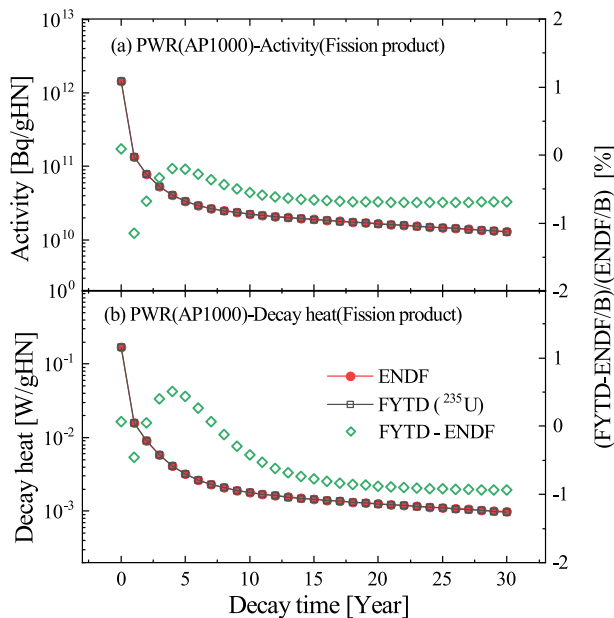 10^13
(a) PWR(AP1000)-Activity(Fission product)
10^12
10^11
10^10
10^0
Activity [Bq/gHN]
2
1
0
-1
-2
(FYTD-ENDF/B)/(ENDF/B) [%]
(b) PWR(AP1000)-Decay heat(Fission product)
10^-1
10^-2
10^-3
Decay heat [W/gHN]
ENDF
FYTD (^235U)
FYTD-ENDF
1
0
-1
-2
0 5 10 15 20 25 30
Decay time [Year]